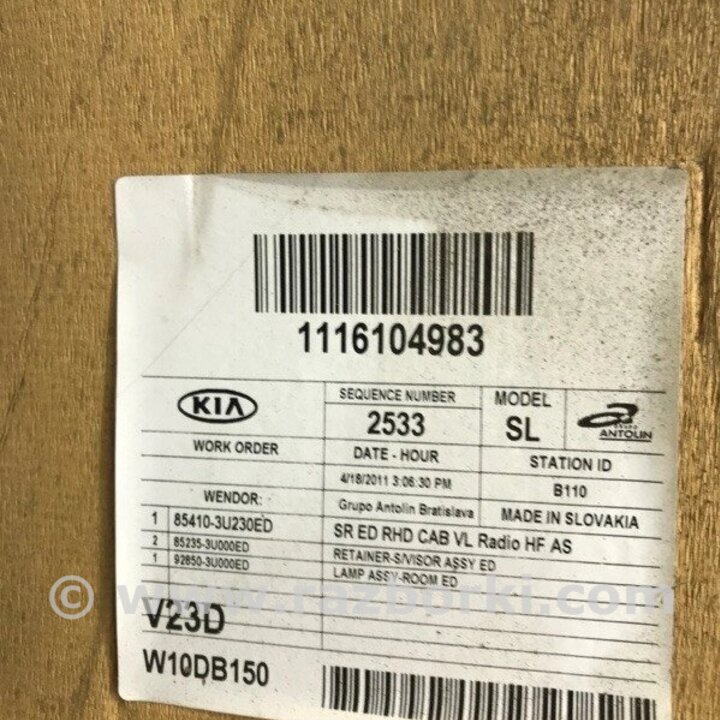 1116104983
KIA
SEQUENCE NUMBER
MODEL
2533
SL
GRUPO ANTOLIN
WORK ORDER
DATE - HOUR
STATION ID
4/18/2011 3:06:30 PM
B110
WENDOR:
Grupo Antolin Bratislava
MADE IN SLOVAKIA
1 85410-3U230ED SR ED RHD CAB VL Radio HF AS
2 85235-3U000ED RETAINER-S/VISOR ASSY ED
1 92850-3U000ED LAMP ASSY-ROOM ED
© www.razborki.com
V23D
W10DB150